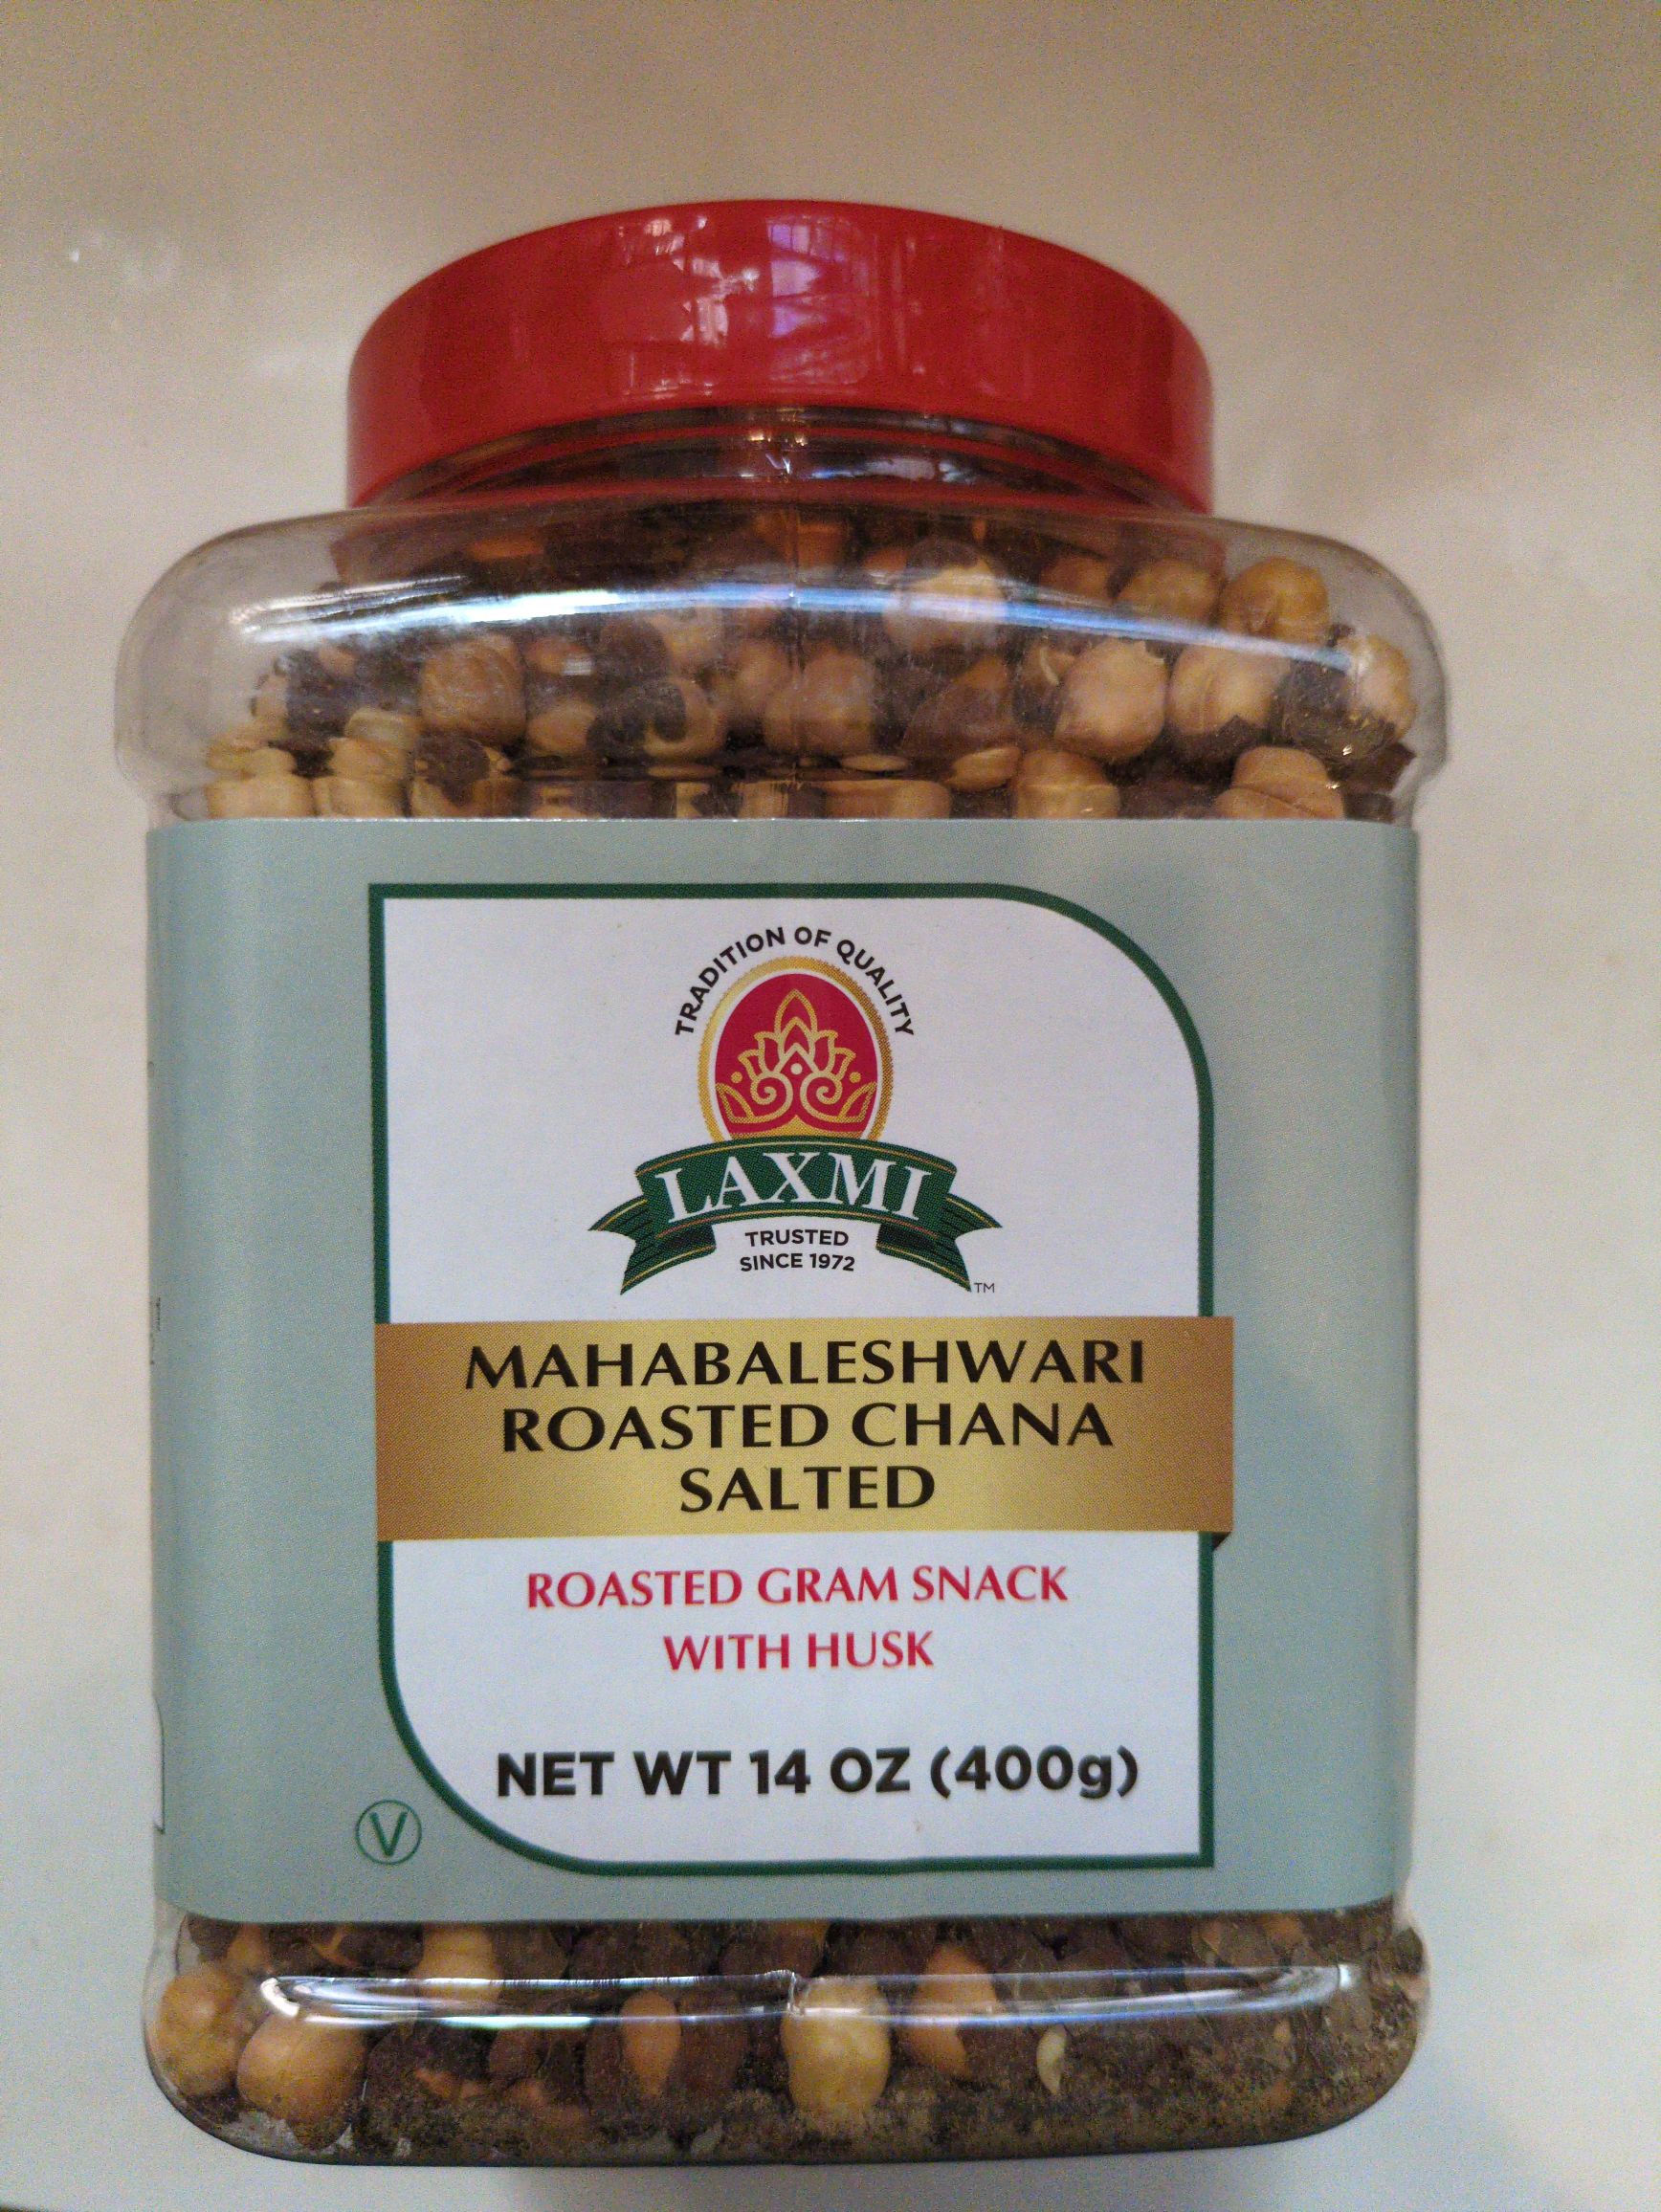 TRADITION OF QUALITY
LAXMI
TRUSTED
SINCE 1972
TM
MAHABALESHWARI
ROASTED CHANA
SALTED
ROASTED GRAM SNACK
WITH HUSK
NET WT 14 OZ (400g)
V